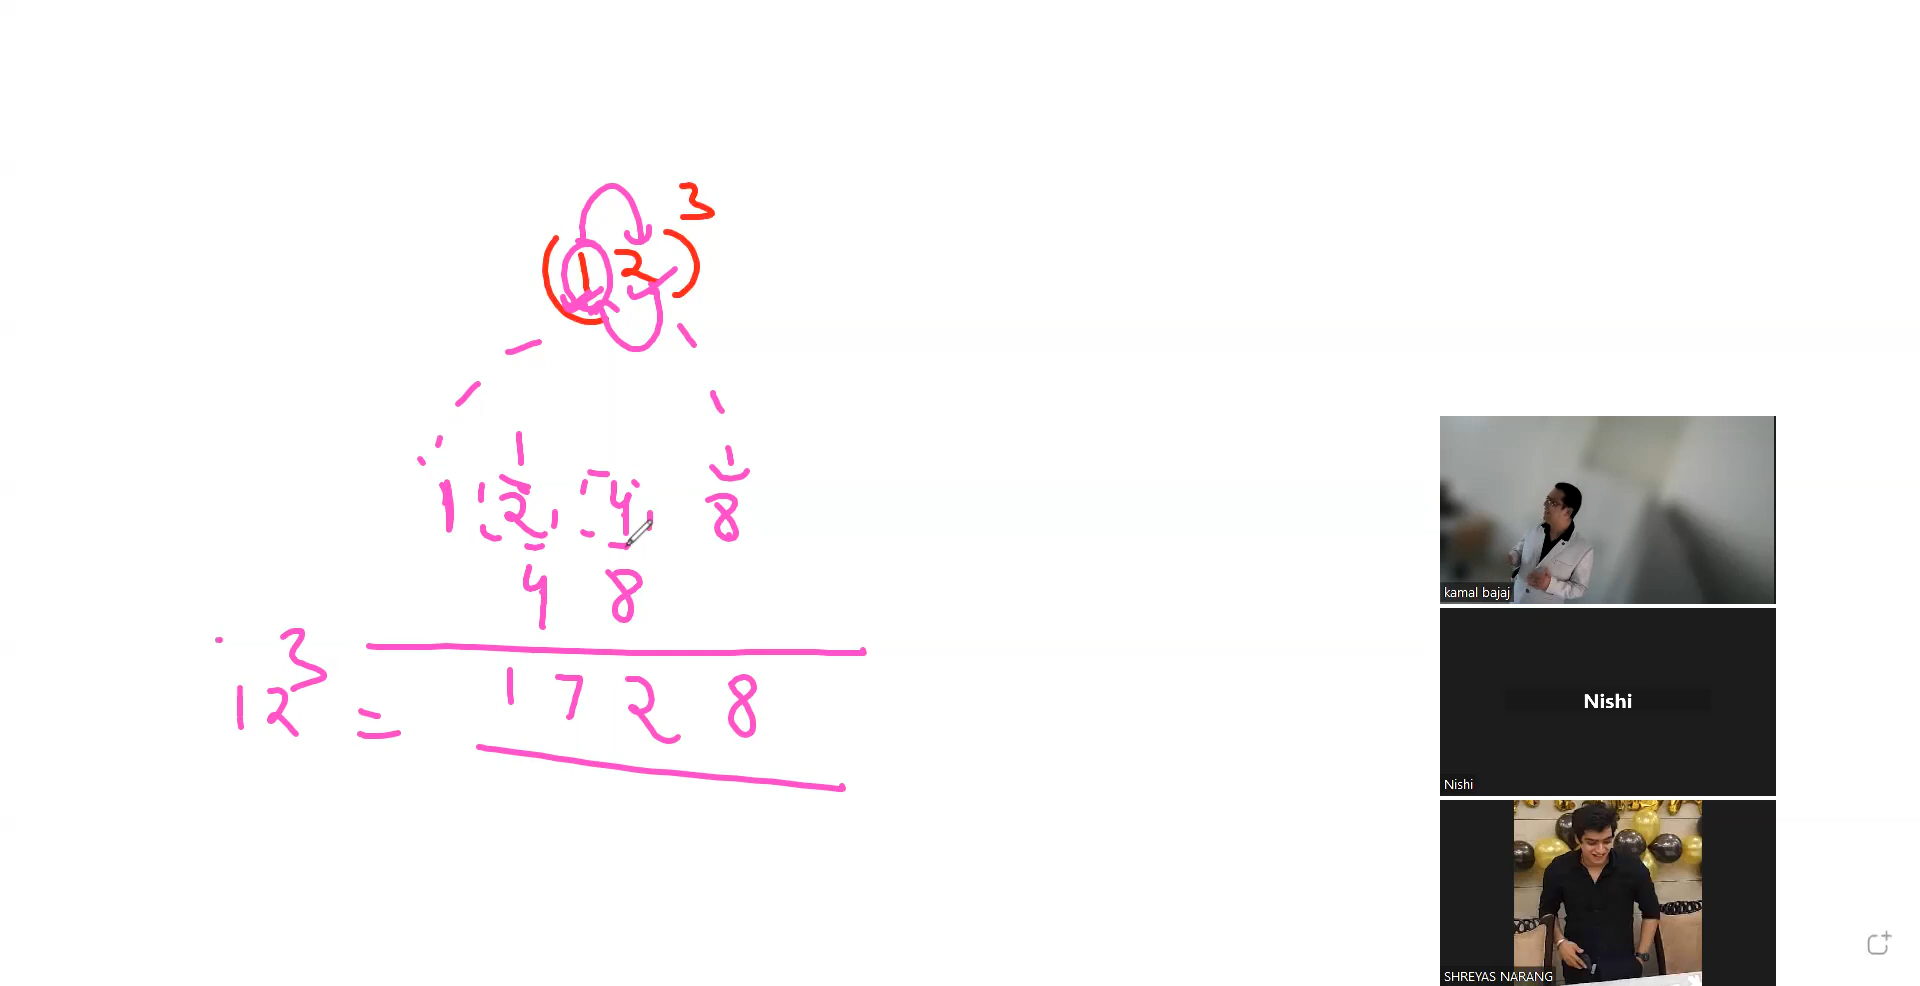 (12)³
1
1 2 4 8
4 8
12³ = 1 7 2 8
kamal bajaj
Nishi
Nishi
SHREYAS NARANG